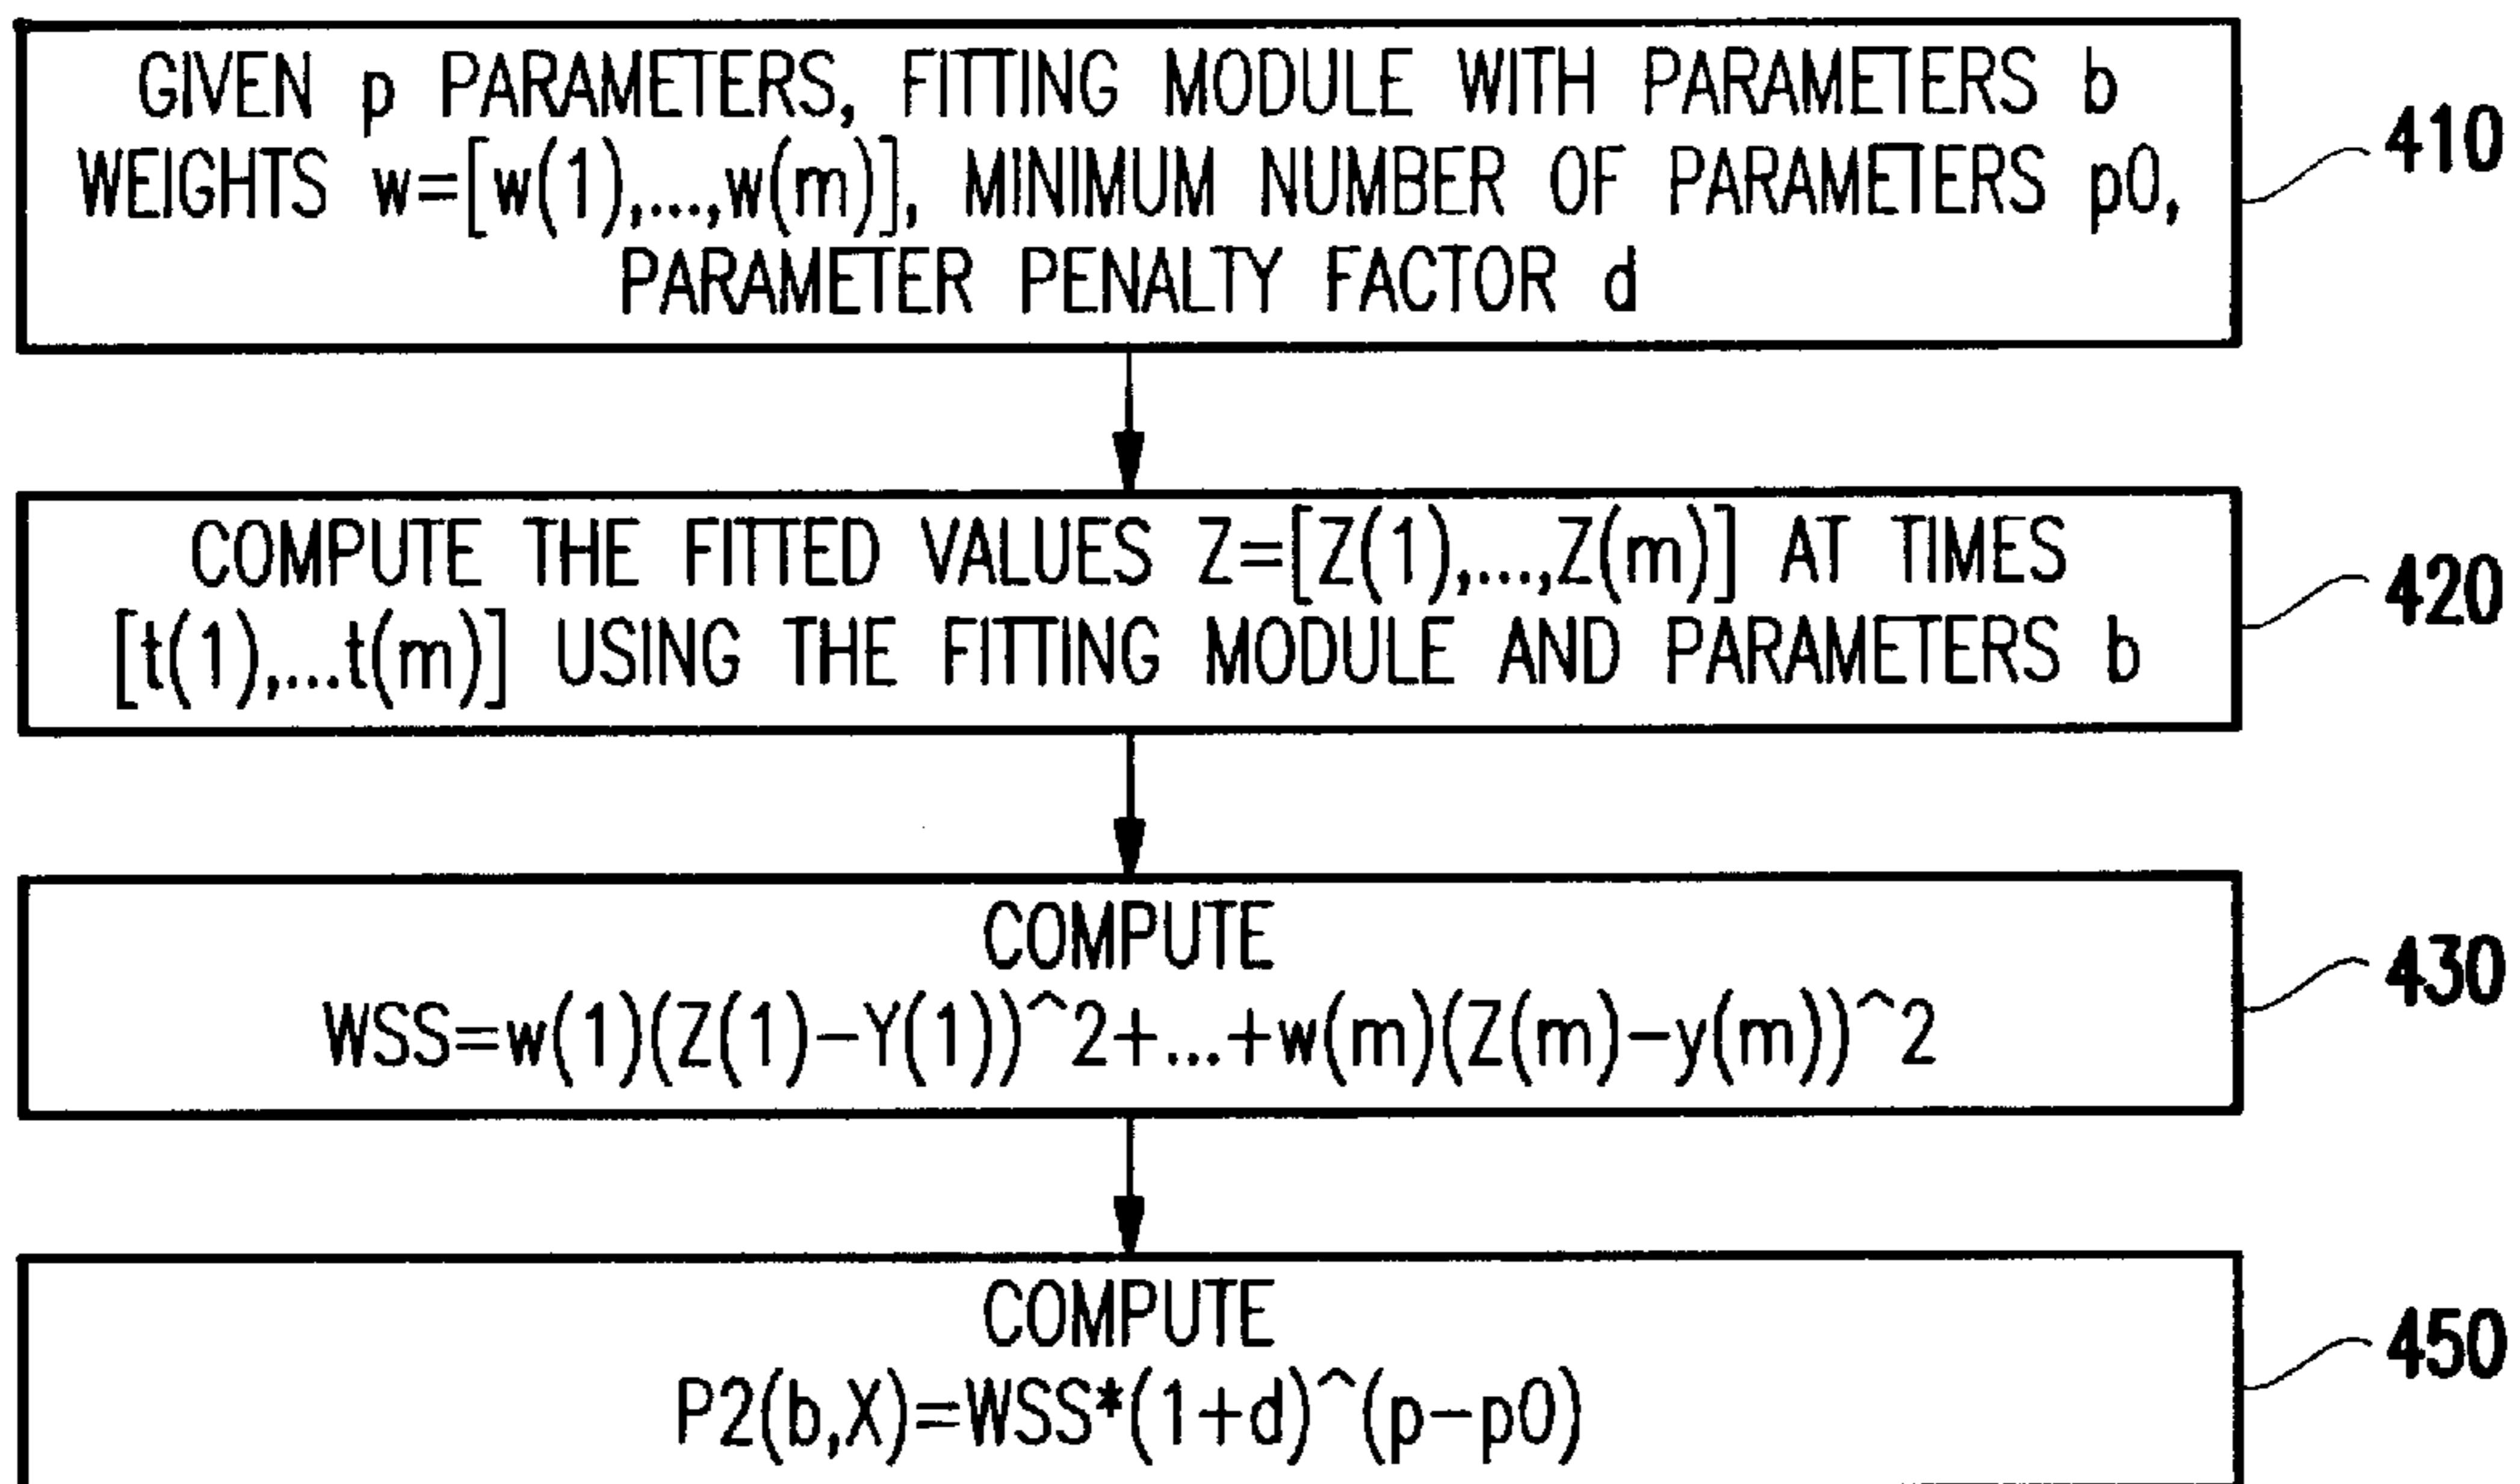 GIVEN p PARAMETERS, FITTING MODULE WITH PARAMETERS b
WEIGHTS w=[w(1),...,w(m)], MINIMUM NUMBER OF PARAMETERS p0,
PARAMETER PENALTY FACTOR d
410
COMPUTE THE FITTED VALUES Z=[Z(1),...,Z(m)] AT TIMES
[t(1),...t(m)] USING THE FITTING MODULE AND PARAMETERS b
420
COMPUTE
WSS=w(1)(Z(1)-Y(1))^2+...+w(m)(Z(m)-y(m))^2
430
COMPUTE
P2(b,X)=WSS*(1+d)^(p-p0)
450